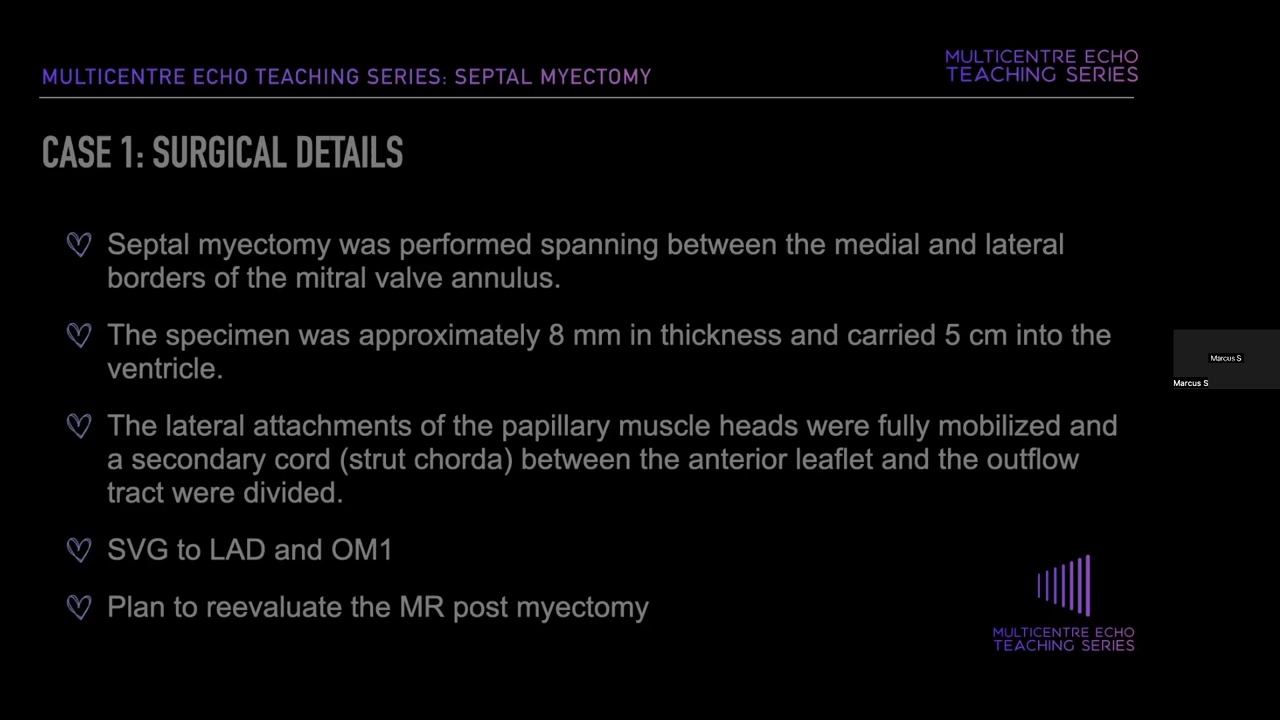 MULTICENTRE ECHO TEACHING SERIES: SEPTAL MYECTOMY
MULTICENTRE ECHO
TEACHING SERIES
CASE 1: SURGICAL DETAILS
Septal myectomy was performed spanning between the medial and lateral
borders of the mitral valve annulus.
The specimen was approximately 8 mm in thickness and carried 5 cm into the
ventricle.
The lateral attachments of the papillary muscle heads were fully mobilized and
a secondary cord (strut chorda) between the anterior leaflet and the outflow
tract were divided.
SVG to LAD and OM1
Plan to reevaluate the MR post myectomy
MULTICENTRE ECHO
TEACHING SERIES
Marcus S
Marcus S